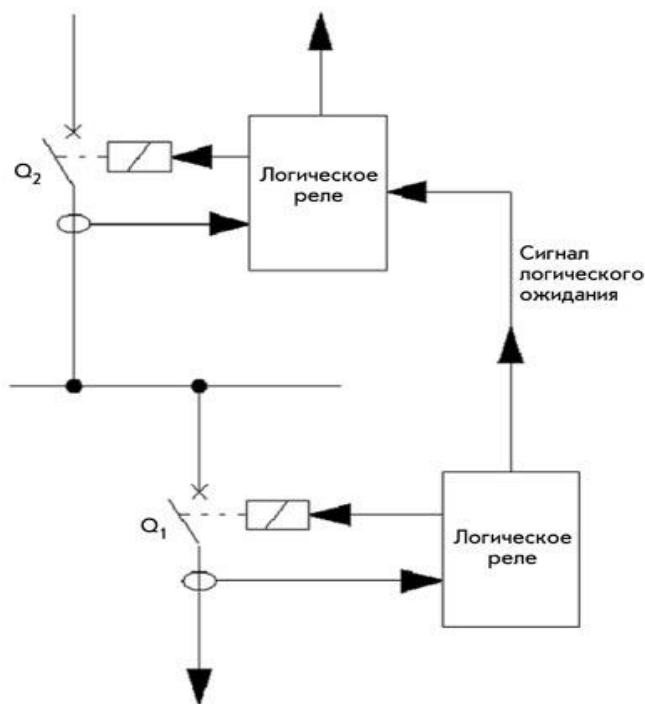 Q2
Логическое
реле
Сигнал
логического
ожидания
Q1
Логическое
реле